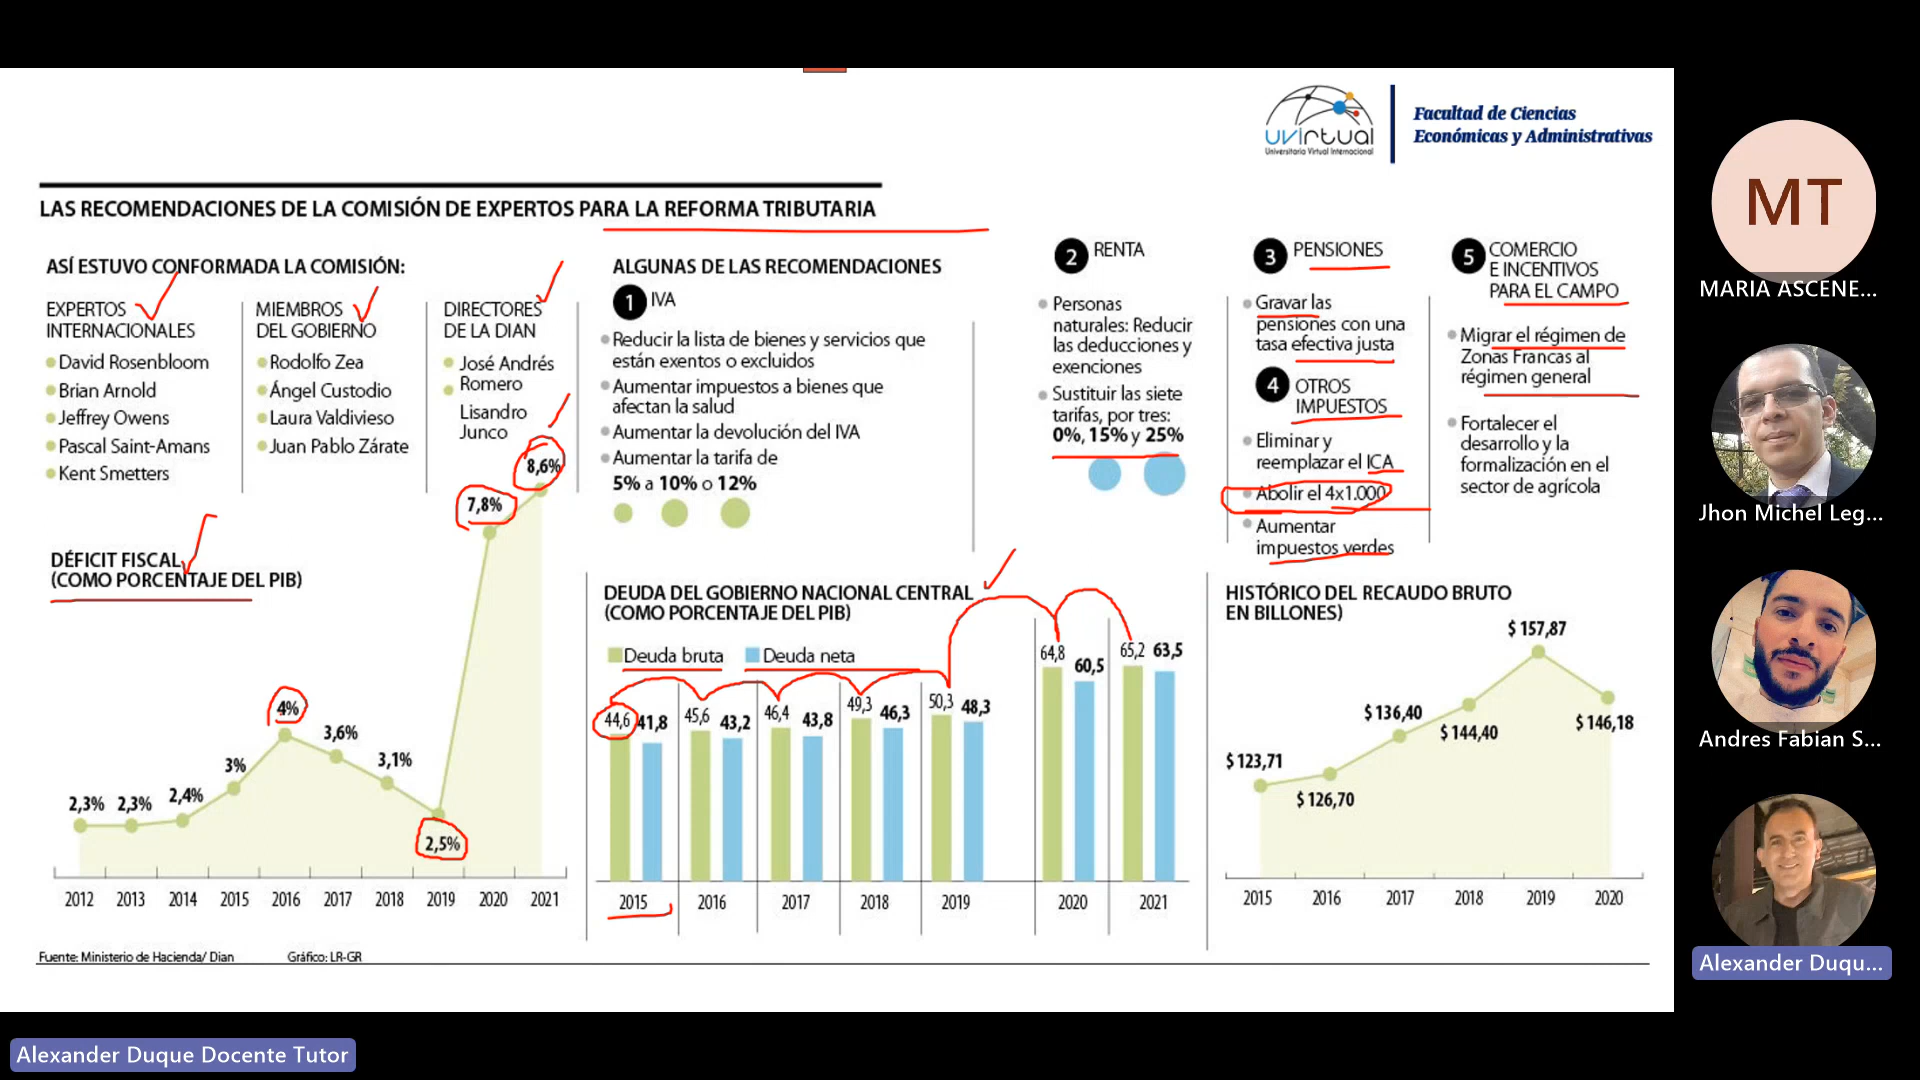 uvirtual
Universitaria Virtual Internacional
Facultad de Ciencias
Económicas y Administrativas
LAS RECOMENDACIONES DE LA COMISIÓN DE EXPERTOS PARA LA REFORMA TRIBUTARIA
ASÍ ESTUVO CONFORMADA LA COMISIÓN:
EXPERTOS
INTERNACIONALES
David Rosenbloom
Brian Arnold
Jeffrey Owens
Pascal Saint-Amans
Kent Smetters
MIEMBROS
DEL GOBIERNO
Rodolfo Zea
Ángel Custodio
Laura Valdivieso
Juan Pablo Zárate
DIRECTORES
DE LA DIAN
José Andrés
Romero
Lisandro
Junco
ALGUNAS DE LAS RECOMENDACIONES
1 IVA
Reducir la lista de bienes y servicios que
están exentos o excluidos
Aumentar impuestos a bienes que
afectan la salud
Aumentar la devolución del IVA
Aumentar la tarifa de
5% a 10% o 12%
2 RENTA
Personas
naturales: Reducir
las deducciones y
exenciones
Sustituir las siete
tarifas, por tres:
0%, 15% y 25%
3 PENSIONES
Gravar las
pensiones con una
tasa efectiva justa
4 OTROS
IMPUESTOS
Eliminar y
reemplazar el ICA
Abolir el 4x1.000
Aumentar
impuestos verdes
5 COMERCIO
E INCENTIVOS
PARA EL CAMPO
Migrar el régimen de
Zonas Francas al
régimen general
Fortalecer el
desarrollo y la
formalización en el
sector de agrícola
DÉFICIT FISCAL
(COMO PORCENTAJE DEL PIB)
2,3% 2,3% 2,4% 3% 4% 3,6% 3,1% 2,5% 7,8% 8,6%
2012 2013 2014 2015 2016 2017 2018 2019 2020 2021
DEUDA DEL GOBIERNO NACIONAL CENTRAL
(COMO PORCENTAJE DEL PIB)
Deuda bruta Deuda neta
44,6 41,8 45,6 43,2 46,4 43,8 49,3 46,3 50,3 48,3 64,8 60,5 65,2 63,5
2015 2016 2017 2018 2019 2020 2021
HISTÓRICO DEL RECAUDO BRUTO
EN BILLONES)
$ 123,71 $ 126,70 $ 136,40 $ 144,40 $ 157,87 $ 146,18
2015 2016 2017 2018 2019 2020
Fuente: Ministerio de Hacienda/ Dian Gráfico: LR-GR
MT
MARIA ASCENE...
Jhon Michel Leg...
Andres Fabian S...
Alexander Duqu...
Alexander Duque Docente Tutor